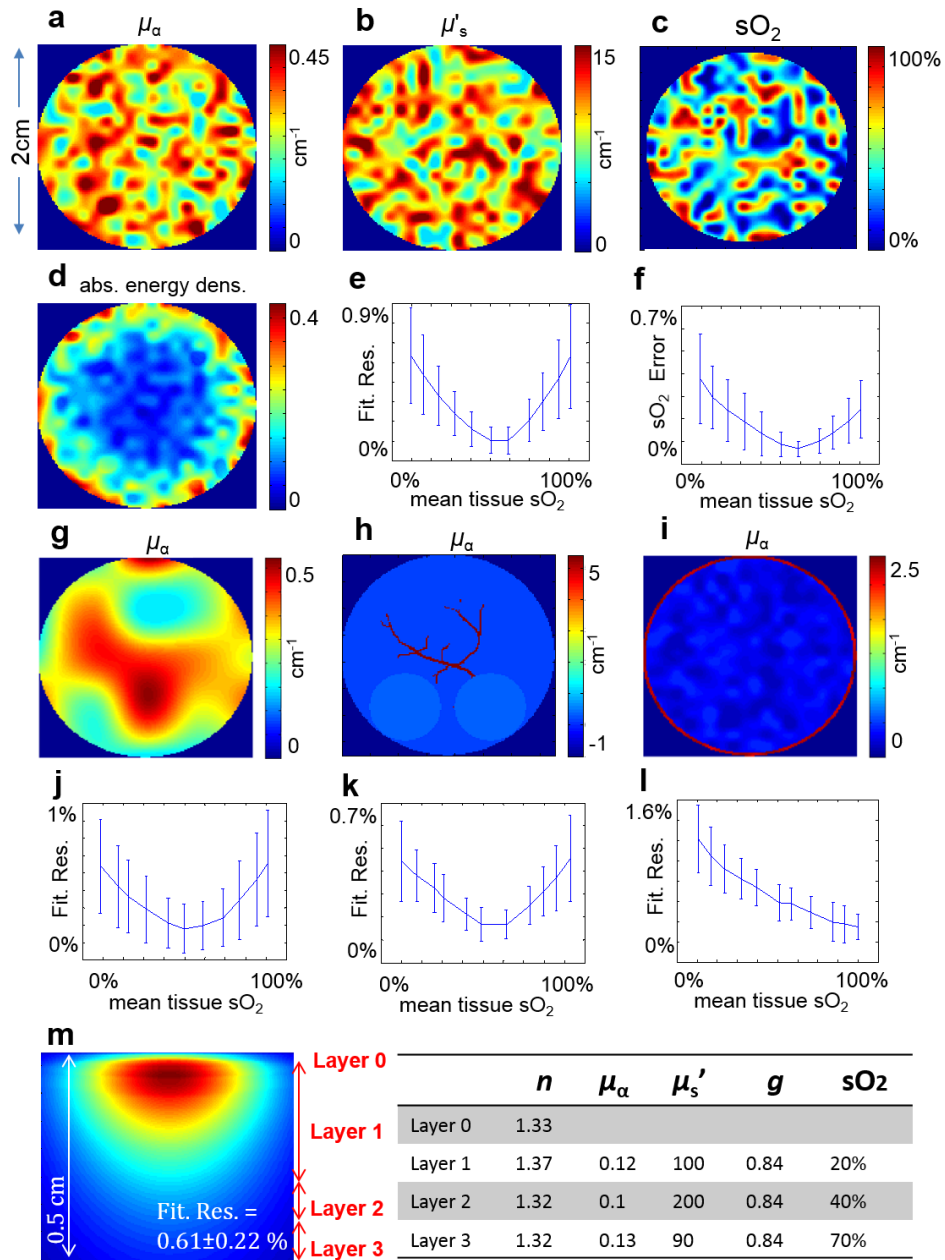 a
μα
0.45
cm-1
0
2cm
b
μ's
15
cm-1
0
c
sO2
100%
0%
d
abs. energy dens.
0.4
0
e
0.9%
Fit. Res.
0%
0%
100%
mean tissue sO2
f
0.7%
sO2 Error
0%
0%
100%
mean tissue sO2
g
μα
0.5
cm-1
0
h
μα
5
cm-1
-1
i
μα
2.5
cm-1
0
j
1%
Fit. Res.
0%
0%
100%
mean tissue sO2
k
0.7%
Fit. Res.
0%
0%
100%
mean tissue sO2
l
1.6%
Fit. Res.
0%
0%
100%
mean tissue sO2
m
0.5 cm
Fit. Res. =
0.61±0.22 %
Layer 0
Layer 1
Layer 2
Layer 3
n μα μs’ g sO2
Layer 0 1.33
Layer 1 1.37 0.12 100 0.84 20%
Layer 2 1.32 0.1 200 0.84 40%
Layer 3 1.32 0.13 90 0.84 70%